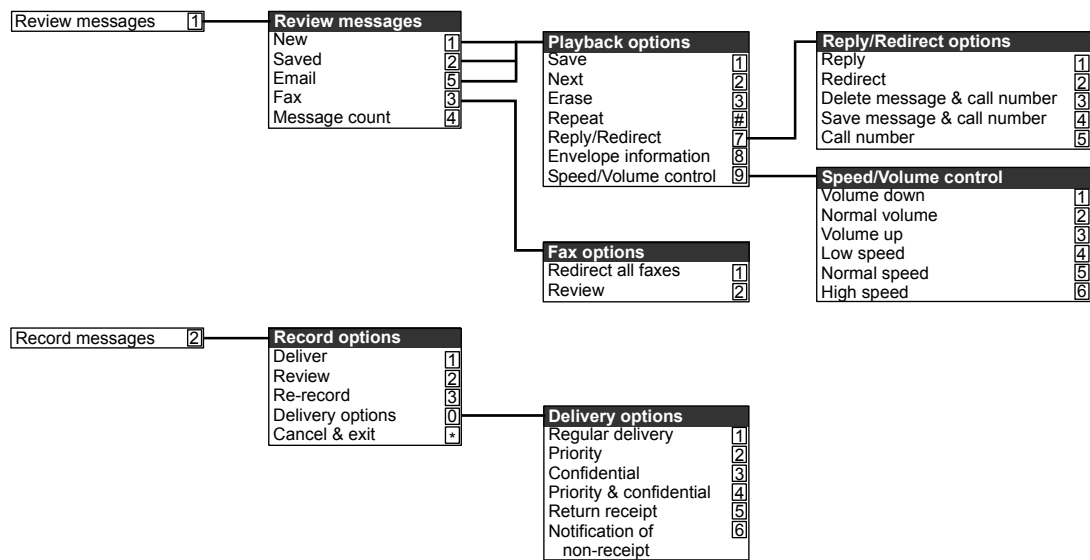 Review messages 1
Review messages
New 1
Saved 2
Email 5
Fax 3
Message count 4
Playback options
Save 1
Next 2
Erase 3
Repeat #
Reply/Redirect 7
Envelope information 8
Speed/Volume control 9
Reply/Redirect options
Reply 1
Redirect 2
Delete message & call number 3
Save message & call number 4
Call number 5
Speed/Volume control
Volume down 1
Normal volume 2
Volume up 3
Low speed 4
Normal speed 5
High speed 6
Fax options
Redirect all faxes 1
Review 2
Record messages 2
Record options
Deliver 1
Review 2
Re-record 3
Delivery options 0
Cancel & exit *
Delivery options
Regular delivery 1
Priority 2
Confidential 3
Priority & confidential 4
Return receipt 5
Notification of 6
non-receipt